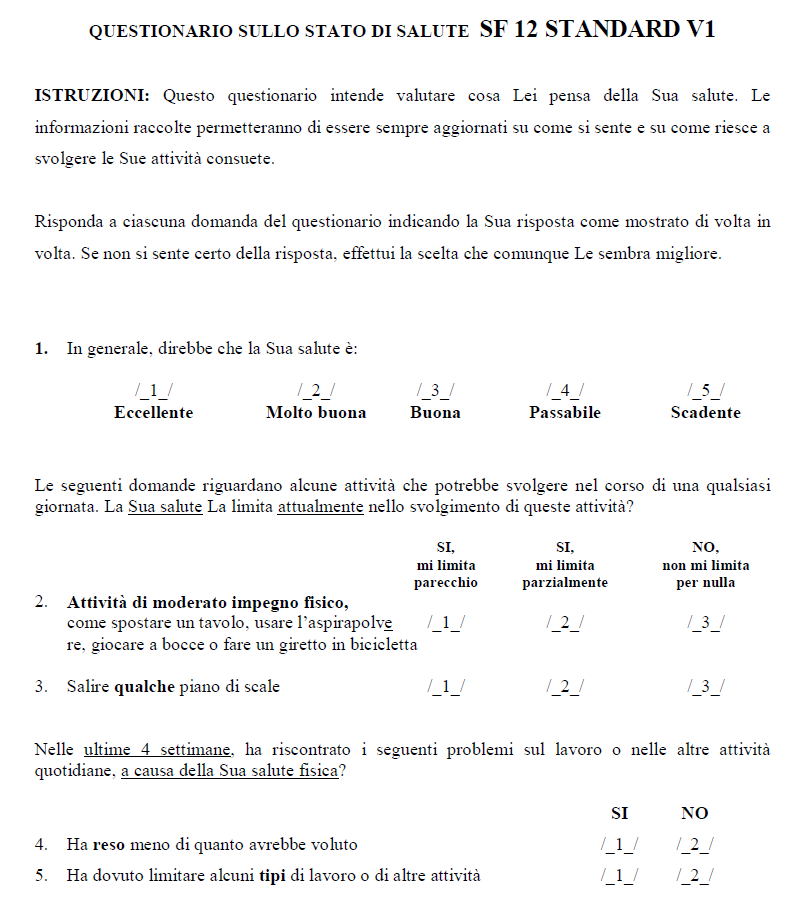 QUESTIONARIO SULLO STATO DI SALUTE SF 12 STANDARD V1
ISTRUZIONI: Questo questionario intende valutare cosa Lei pensa della Sua salute. Le
informazioni raccolte permetteranno di essere sempre aggiornati su come si sente e su come riesce a
svolgere le Sue attività consuete.
Risponda a ciascuna domanda del questionario indicando la Sua risposta come mostrato di volta in
volta. Se non si sente certo della risposta, effettui la scelta che comunque Le sembra migliore.
1. In generale, direbbe che la Sua salute è:
/_1_/ /_2_/ /_3_/ /_4_/ /_5_/
Eccellente Molto buona Buona Passabile Scadente
Le seguenti domande riguardano alcune attività che potrebbe svolgere nel corso di una qualsiasi
giornata. La Sua salute La limita attualmente nello svolgimento di queste attività?
SI, SI, NO,
mi limita mi limita non mi limita
parecchio parzialmente per nulla
2. Attività di moderato impegno fisico,
come spostare un tavolo, usare l'aspirapolve /_1_/ /_2_/ /_3_/
re, giocare a bocce o fare un giretto in bicicletta
3. Salire qualche piano di scale /_1_/ /_2_/ /_3_/
Nelle ultime 4 settimane, ha riscontrato i seguenti problemi sul lavoro o nelle altre attività
quotidiane, a causa della Sua salute fisica?
SI NO
4. Ha reso meno di quanto avrebbe voluto /_1_/ /_2_/
5. Ha dovuto limitare alcuni tipi di lavoro o di altre attività /_1_/ /_2_/